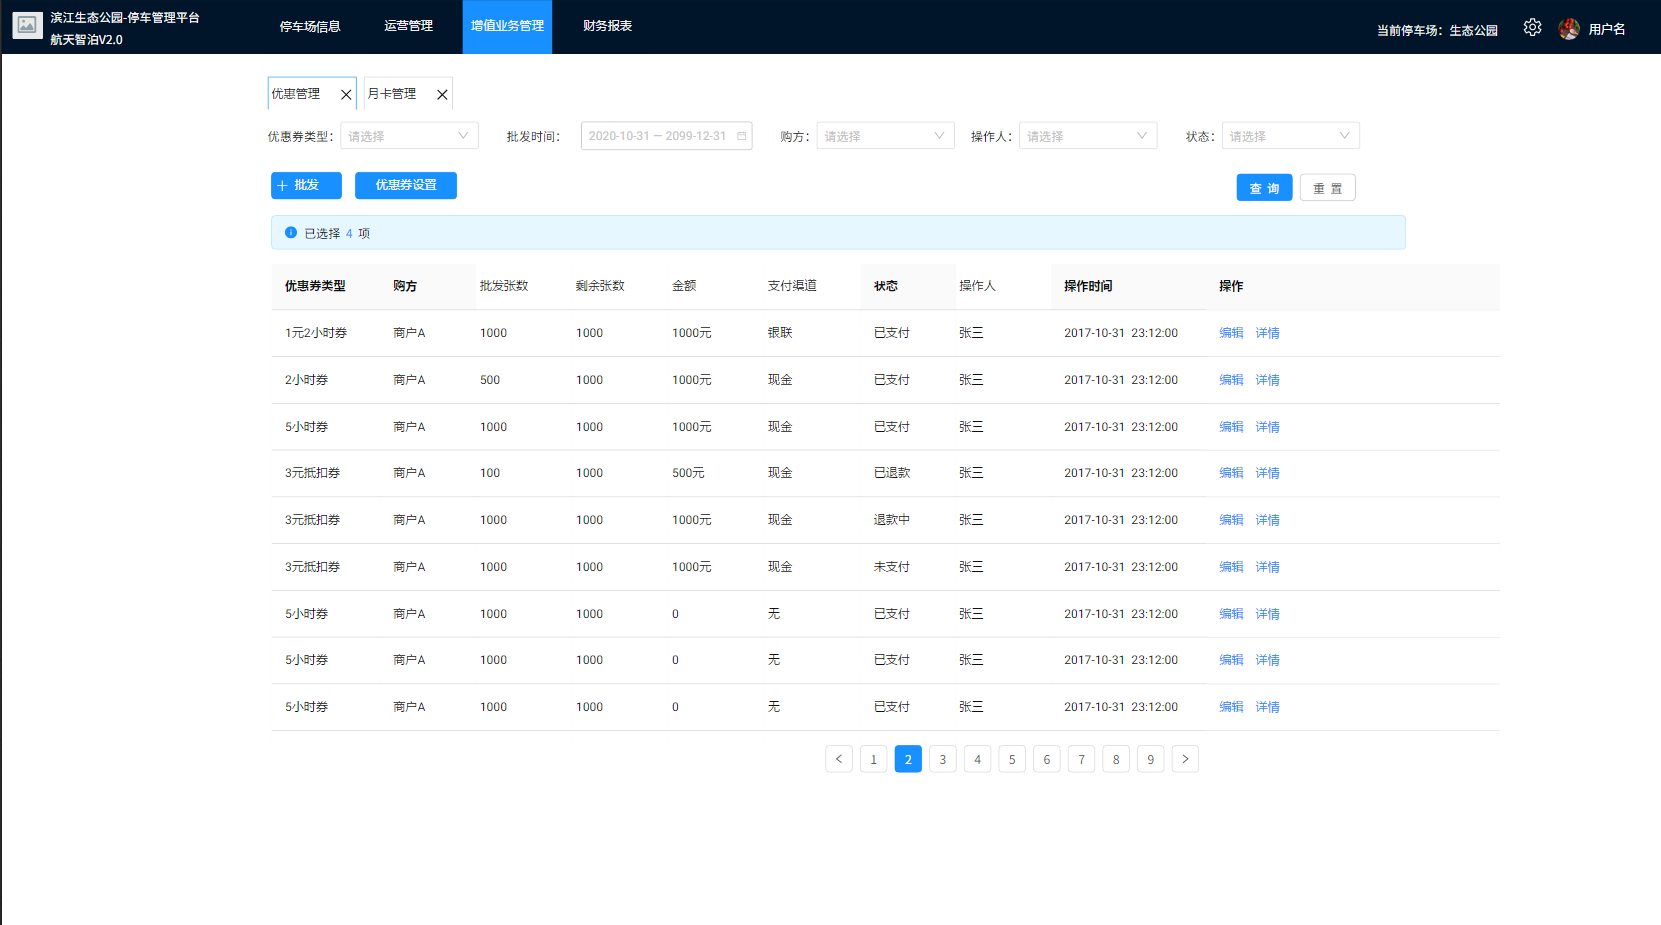 滨江生态公园-停车管理平台
航天智泊V2.0
停车场信息 运营管理 增值业务管理 财务报表
当前停车场：生态公园 用户名
优惠管理 月卡管理
优惠券类型： 请选择 批发时间： 2020-10-31 — 2099-12-31 购方： 请选择 操作人： 请选择 状态： 请选择
批发 优惠券设置 查 询 重 置
已选择 4 项
优惠券类型 购方 批发张数 剩余张数 金额 支付渠道 状态 操作人 操作时间 操作
1元2小时券 商户A 1000 1000 1000元 银联 已支付 张三 2017-10-31 23:12:00 编辑 详情
2小时券 商户A 500 1000 1000元 现金 已支付 张三 2017-10-31 23:12:00 编辑 详情
5小时券 商户A 1000 1000 1000元 现金 已支付 张三 2017-10-31 23:12:00 编辑 详情
3元抵扣券 商户A 100 1000 500元 现金 已退款 张三 2017-10-31 23:12:00 编辑 详情
3元抵扣券 商户A 1000 1000 1000元 现金 退款中 张三 2017-10-31 23:12:00 编辑 详情
3元抵扣券 商户A 1000 1000 1000元 现金 未支付 张三 2017-10-31 23:12:00 编辑 详情
5小时券 商户A 1000 1000 0 无 已支付 张三 2017-10-31 23:12:00 编辑 详情
5小时券 商户A 1000 1000 0 无 已支付 张三 2017-10-31 23:12:00 编辑 详情
5小时券 商户A 1000 1000 0 无 已支付 张三 2017-10-31 23:12:00 编辑 详情
1 2 3 4 5 6 7 8 9